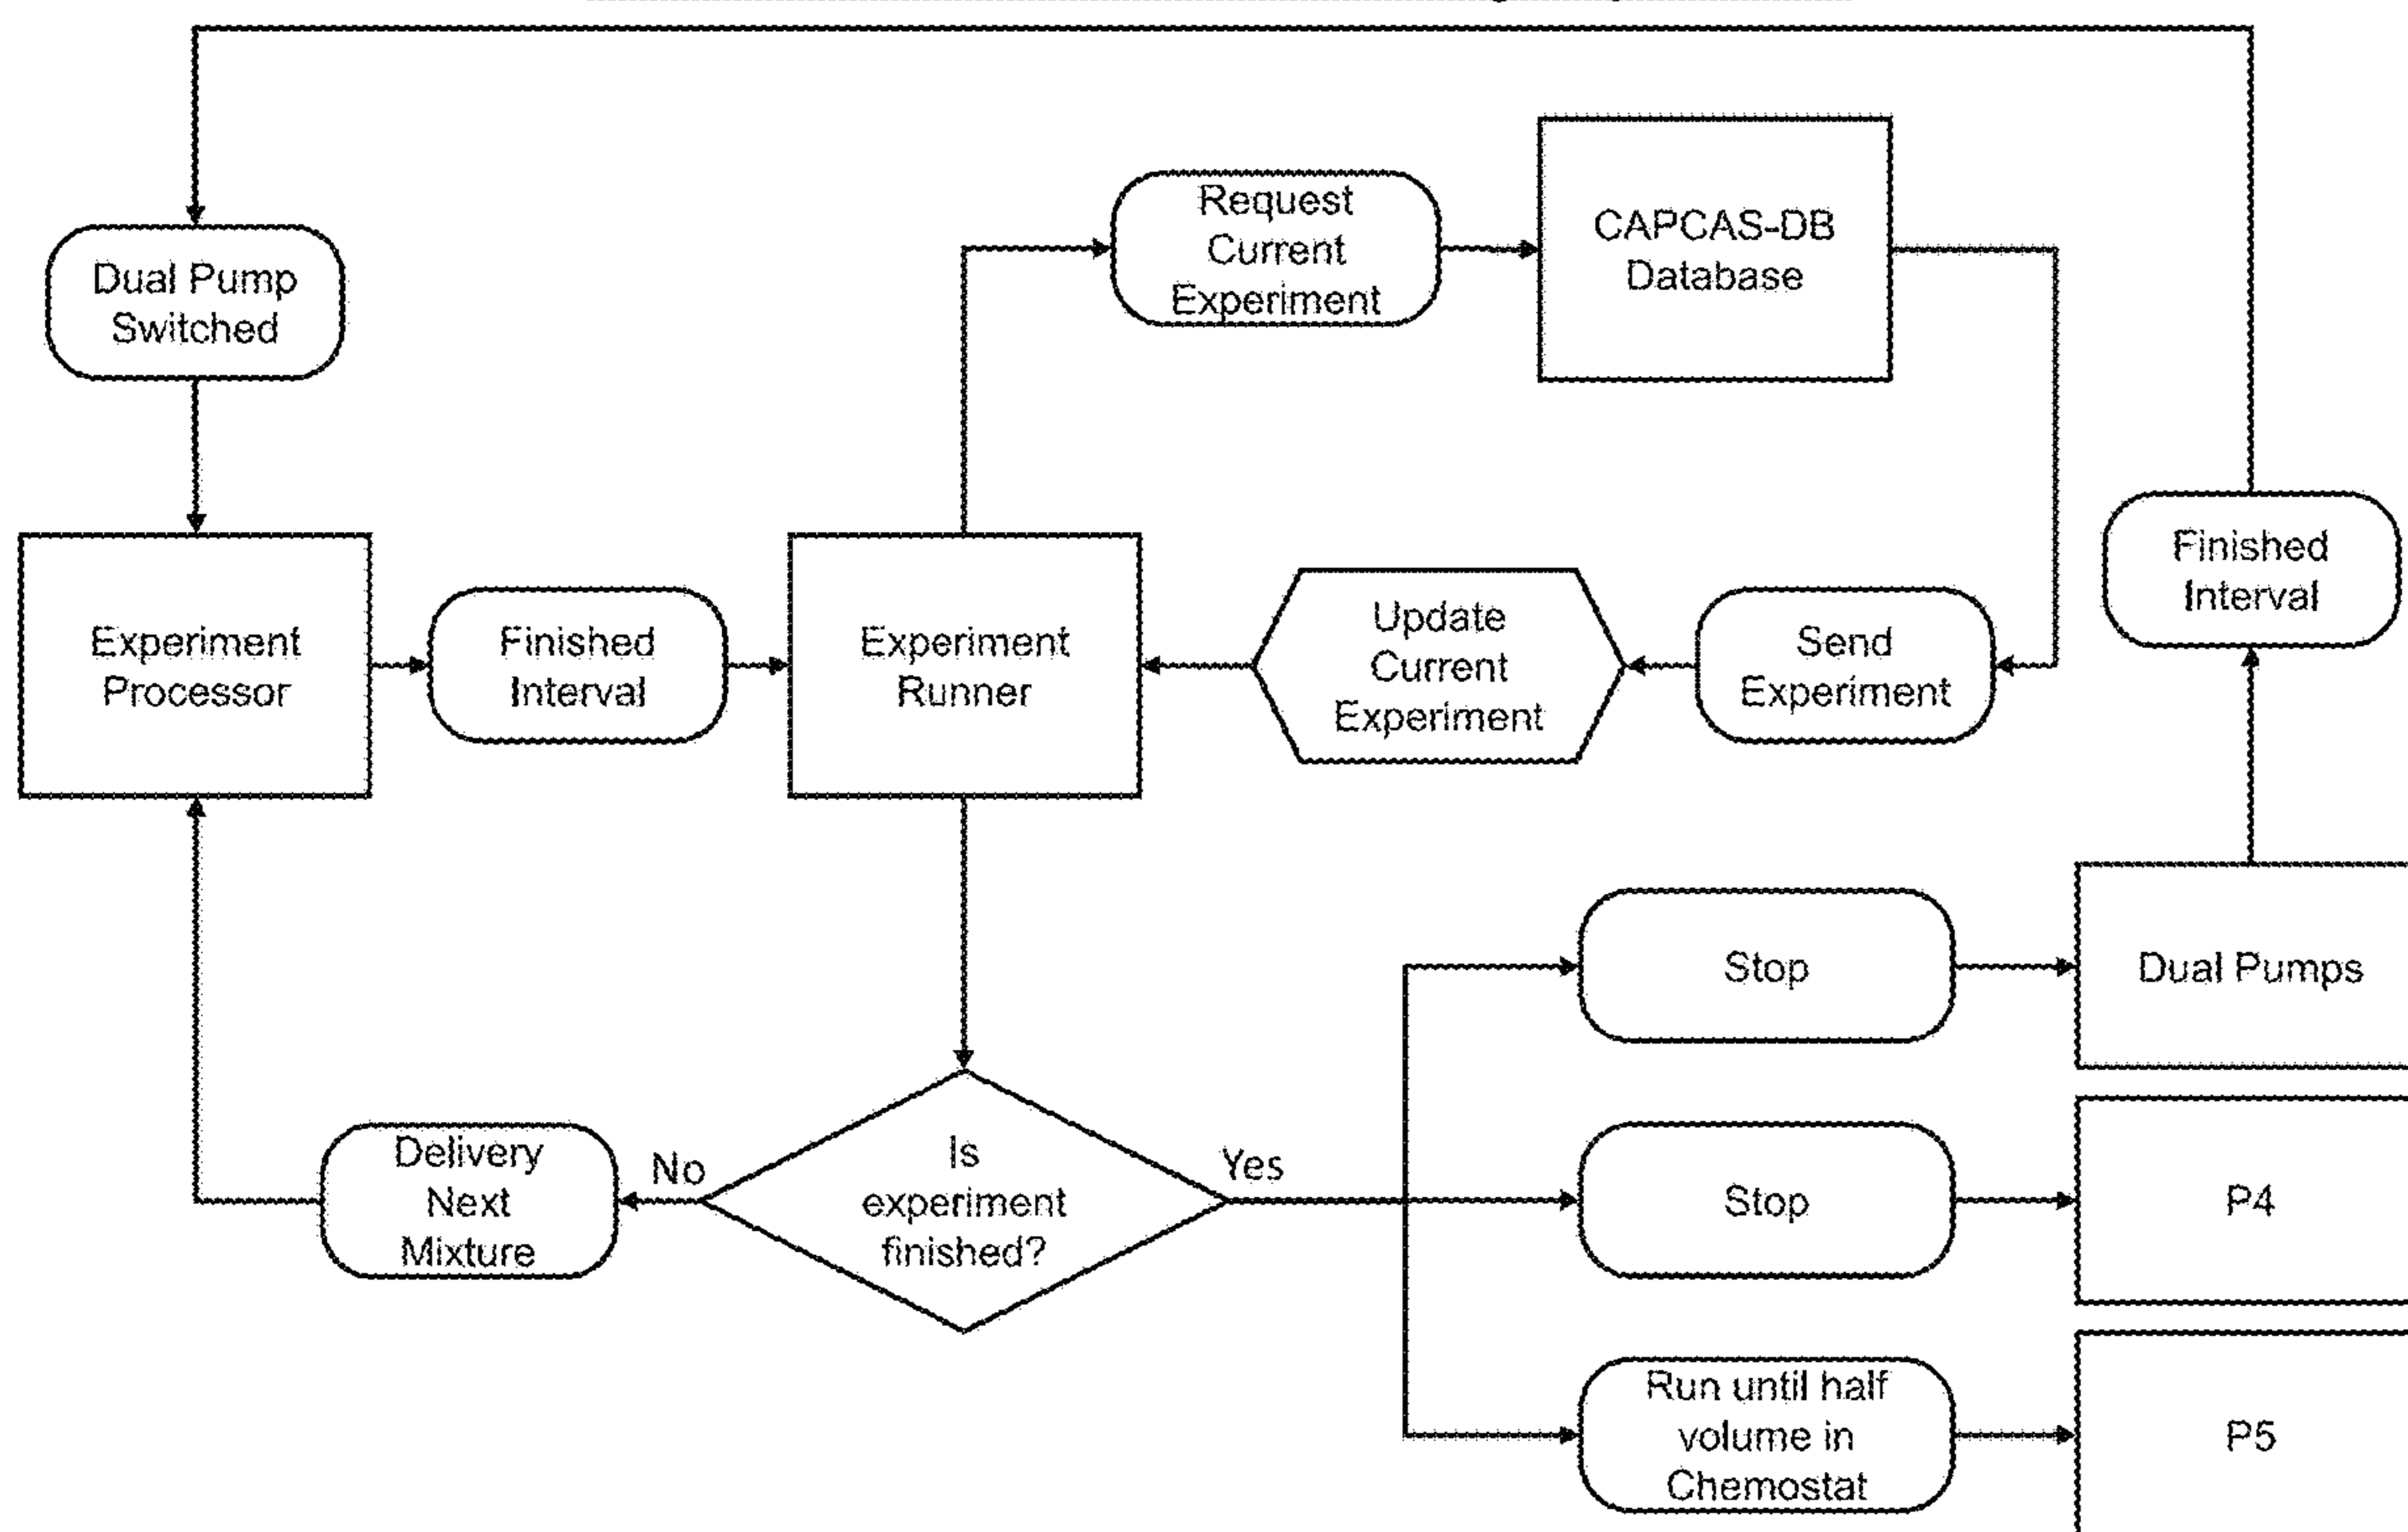 Request
Current
Experiment
CAPCAS-DB
Database
Dual Pump
Switched
Finished
Interval
Experiment
Processor
Finished
Interval
Experiment
Runner
Update
Current
Experiment
Send
Experiment
Stop
Dual Pumps
Delivery
Next
Mixture
No
Is
experiment
finished?
Yes
Stop
P4
Run until half
volume in
Chemostat
P5